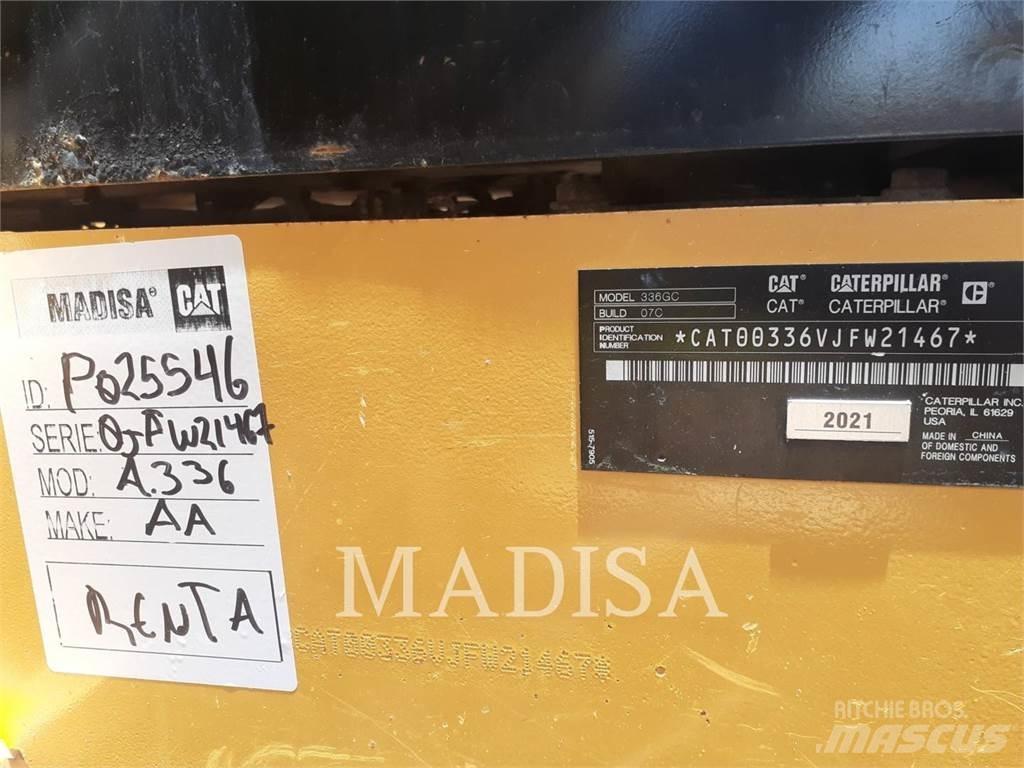 MADISA® CAT
ID: P025546
SERIE: 0JFW21467
MOD: A.336
MAKE: AA
RENTA
CAT® CATERPILLAR®
CAT® CATERPILLAR®
MODEL 336GC
BUILD 07C
PRODUCT IDENTIFICATION NUMBER *CAT00336VJFW21467*
2021
CATERPILLAR INC.
PEORIA, IL 61629
USA
MADE IN CHINA
OF DOMESTIC AND
FOREIGN COMPONENTS
515-7905
MADISA
CAT00336VJFW21467*
RITCHIE BROS.
MASCUS